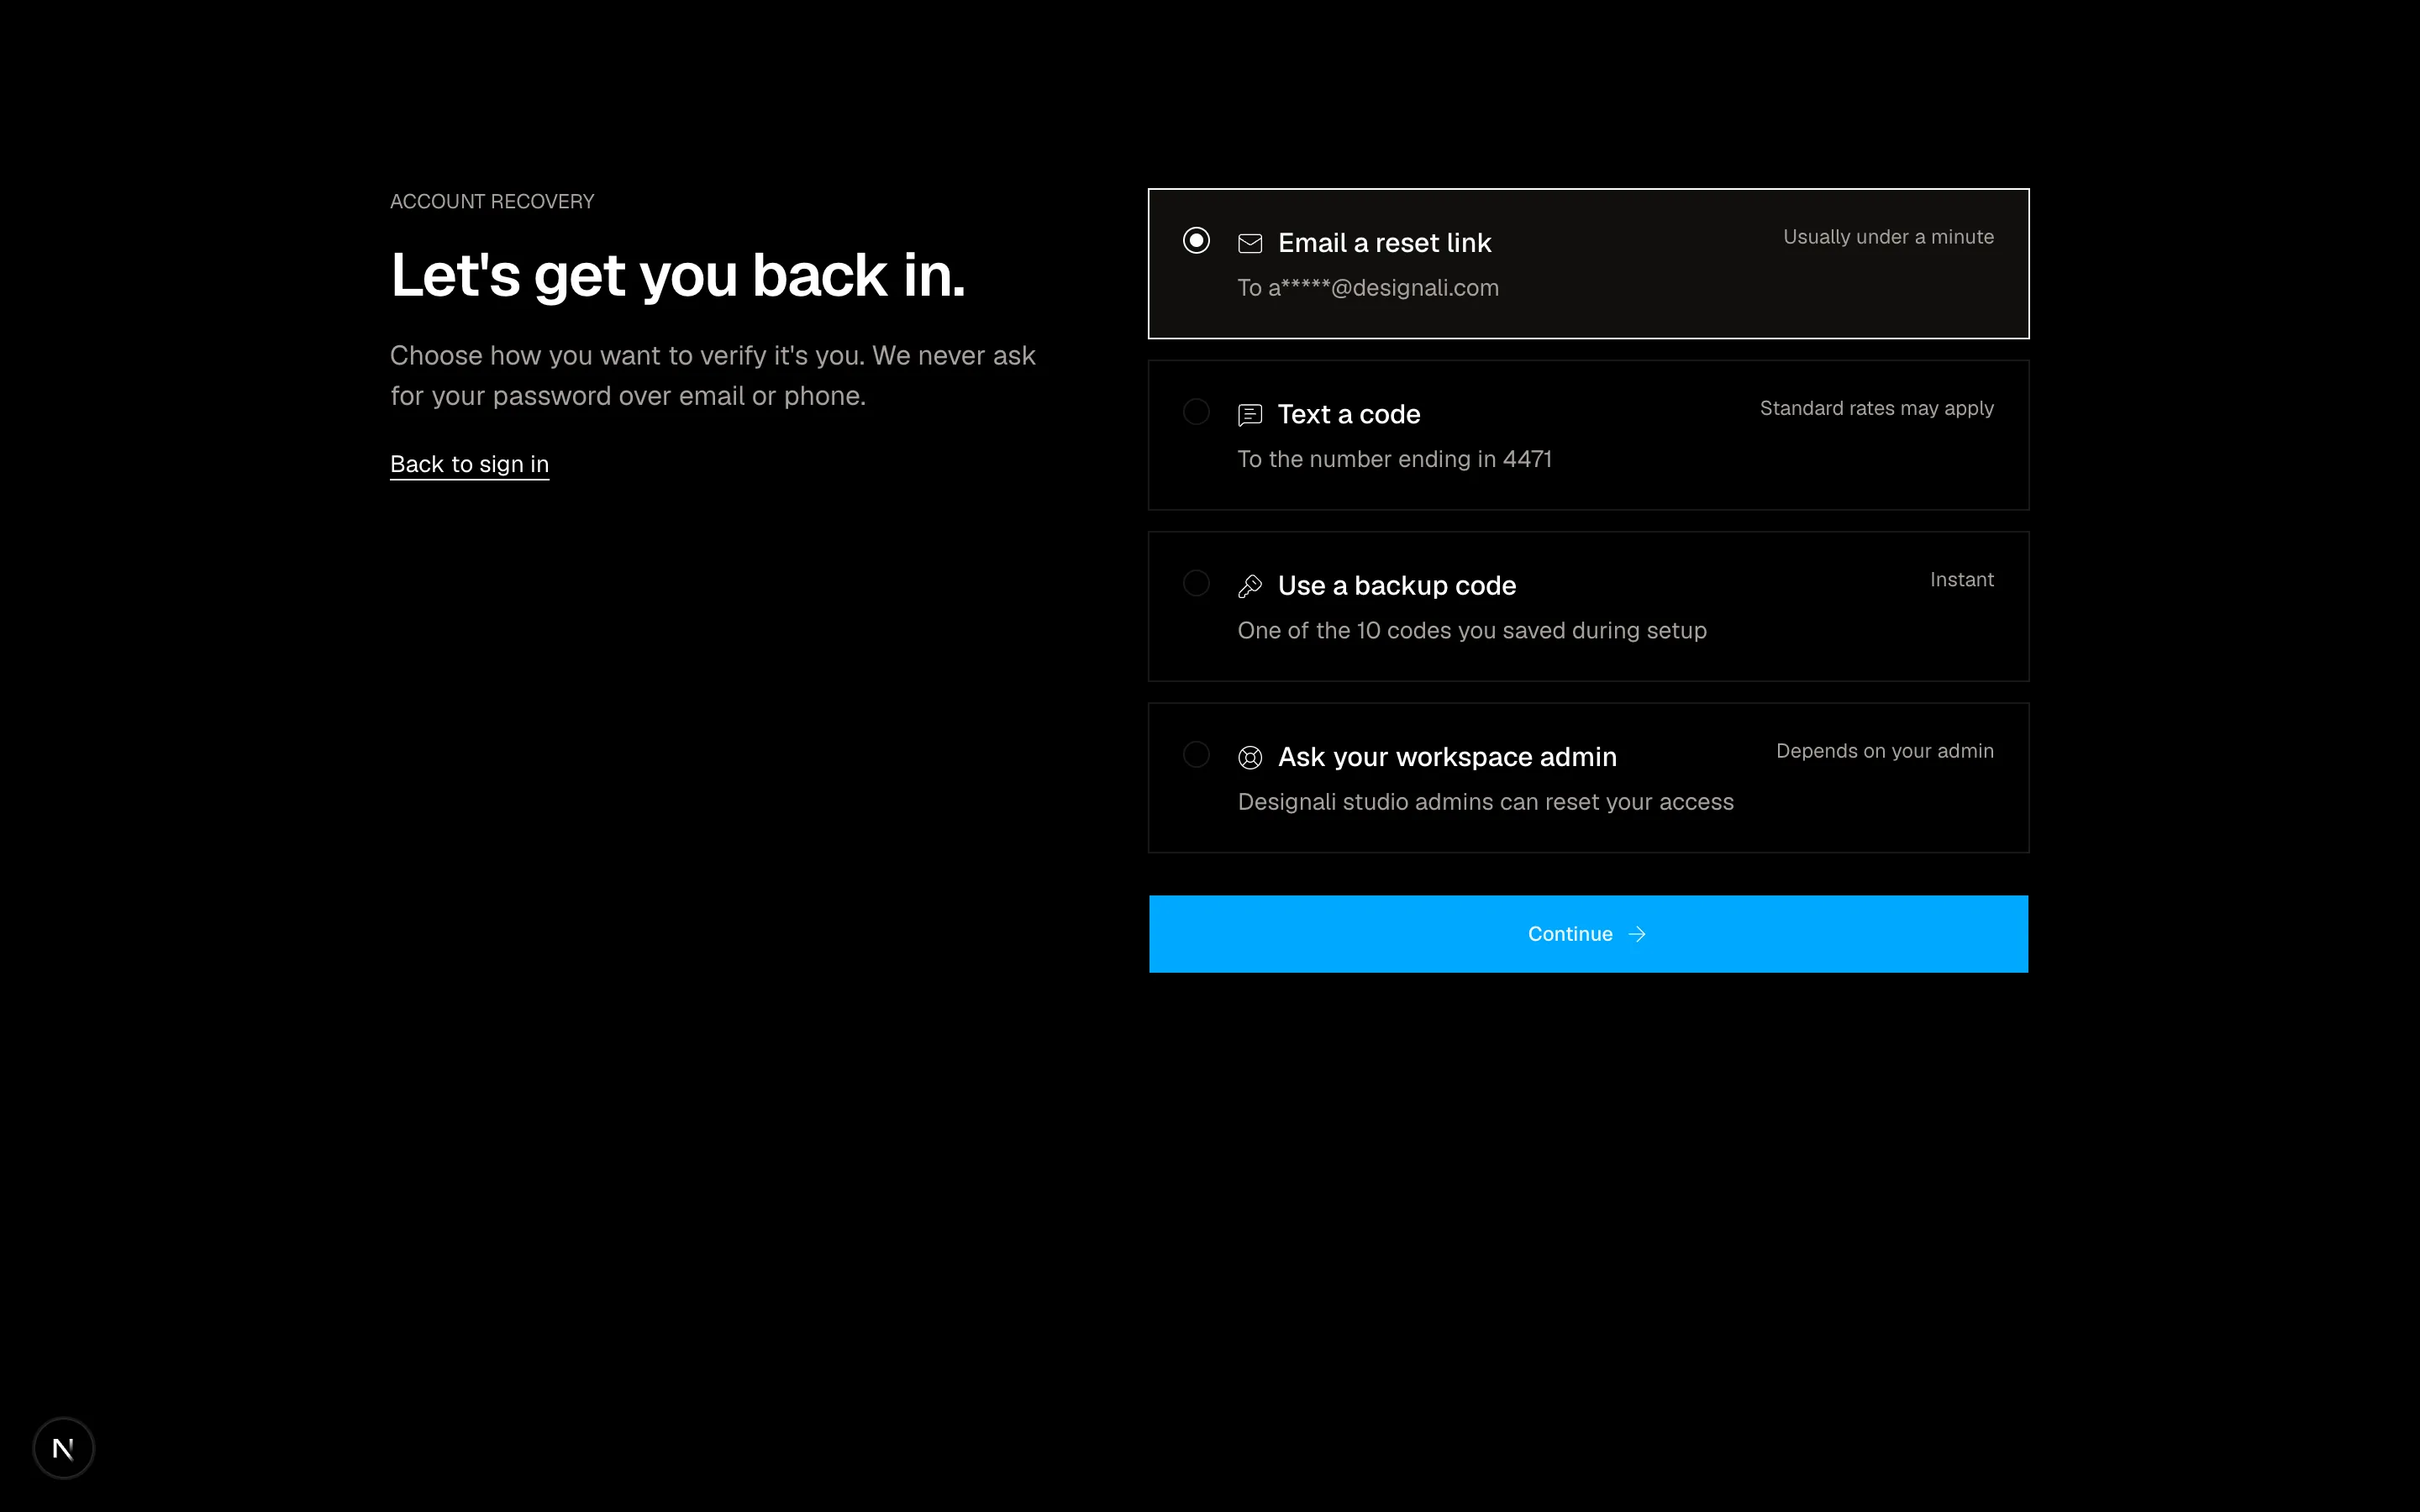 ACCOUNT RECOVERY
Let's get you back in.
Choose how you want to verify it's you. We never ask
for your password over email or phone.
Back to sign in
Email a reset link
Usually under a minute
To a*****@designali.com
Text a code
Standard rates may apply
To the number ending in 4471
Use a backup code
Instant
One of the 10 codes you saved during setup
Ask your workspace admin
Depends on your admin
Designali studio admins can reset your access
Continue
N